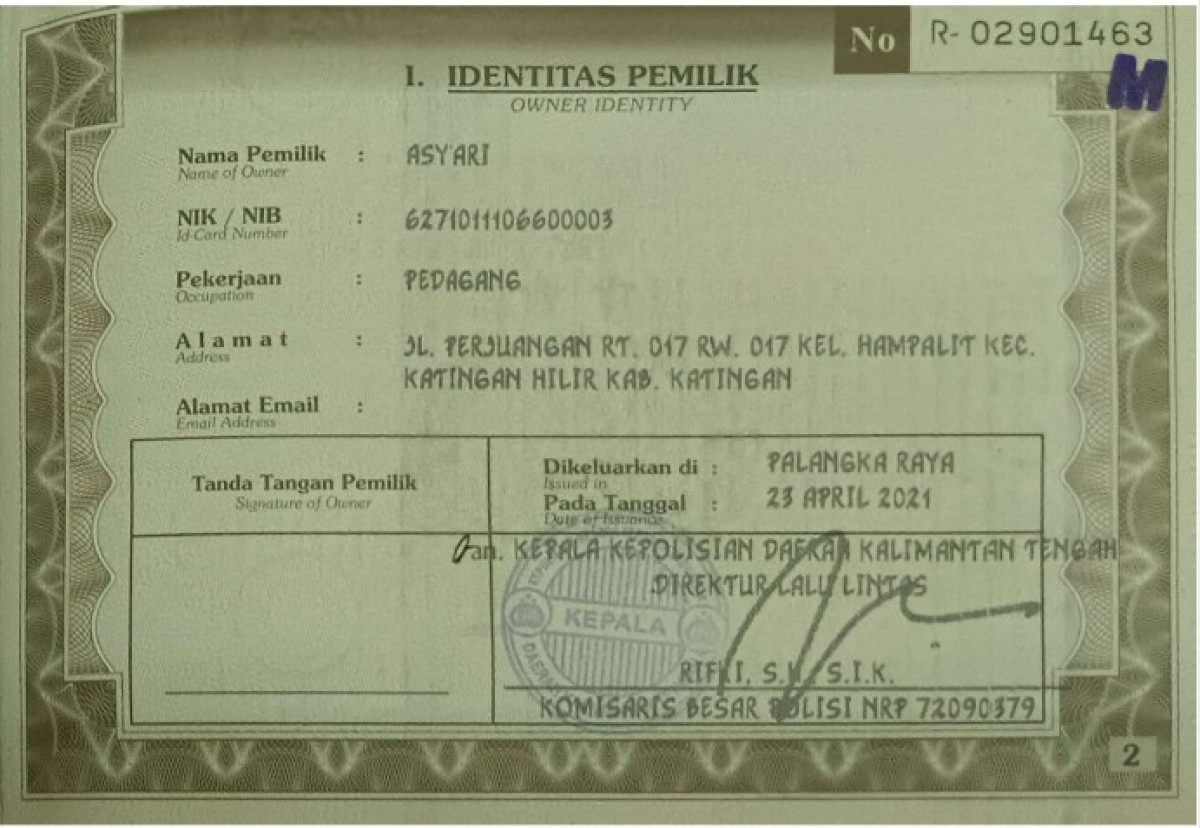 No R- 02901463
M
I. IDENTITAS PEMILIK
OWNER IDENTITY
Nama Pemilik : ASY'ARI
Name of Owner
NIK / NIB : 6271011106600003
Id-Card Number
Pekerjaan : PEDAGANG
Occupation
Alamat : JL. PERJUANGAN RT. 017 RW. 017 KEL. HAMPALIT KEC.
Address
KATINGAN HILIR KAB. KATINGAN
Alamat Email :
Email Address
Tanda Tangan Pemilik
Signature of Owner
Dikeluarkan di : PALANGKA RAYA
Issued in
Pada Tanggal : 23 APRIL 2021
Date of Issuance
an. KEPALA KEPOLISIAN DAERAH KALIMANTAN TENGAH
DIREKTUR LALU LINTAS
KEPALA
RIFKI, S.H., S.I.K.
KOMISARIS BESAR POLISI NRP 72090379
2